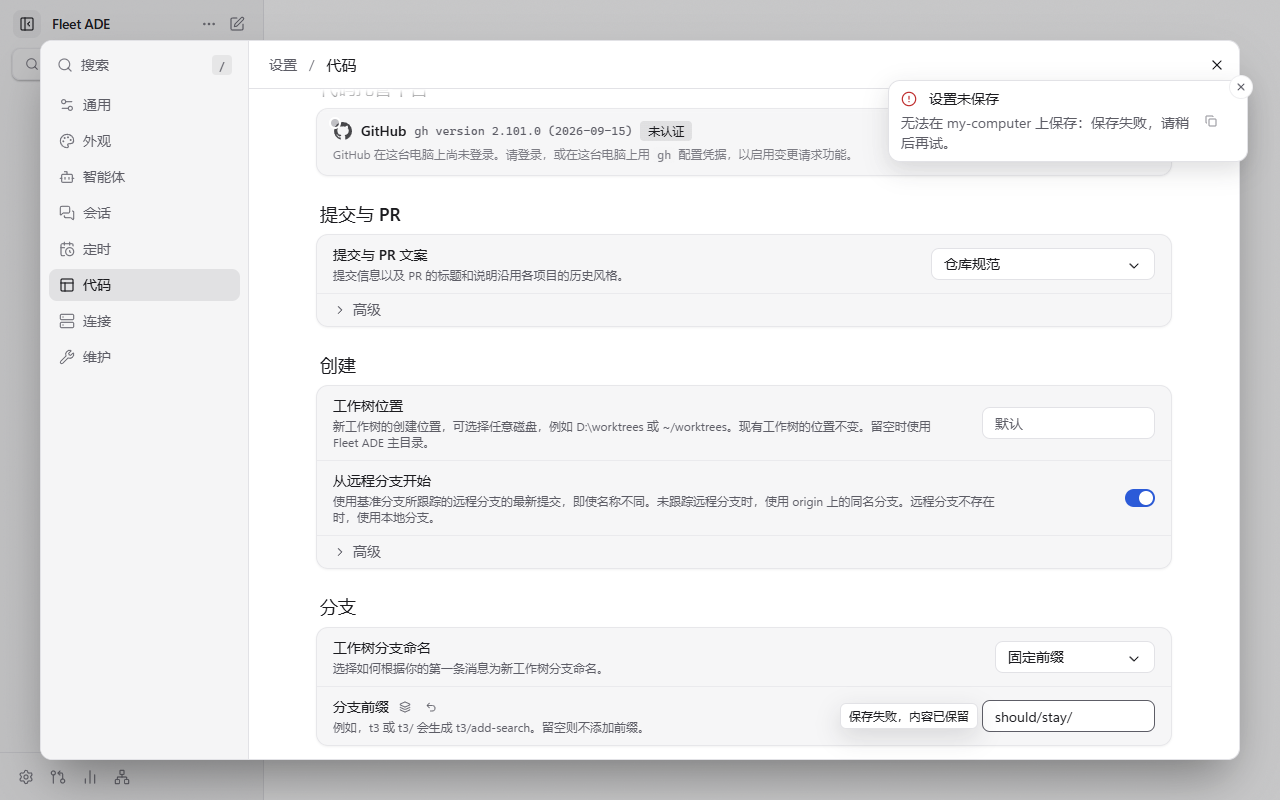 Fleet ADE
搜索
/
通用
外观
智能体
会话
定时
代码
连接
维护
设置 / 代码
代码托管平台
GitHub gh version 2.101.0 (2026-09-15) 未认证
GitHub 在这台电脑上尚未登录。请登录，或在这台电脑上用 gh 配置凭据，以启用变更请求功能。
设置未保存
无法在 my-computer 上保存：保存失败，请稍
后再试。
提交与 PR
提交与 PR 文案
提交信息以及 PR 的标题和说明沿用各项目的历史风格。
仓库规范
高级
创建
工作树位置
新工作树的创建位置，可选择任意磁盘，例如 D:\worktrees 或 ~/worktrees。现有工作树的位置不变。留空时使用
Fleet ADE 主目录。
默认
从远程分支开始
使用基准分支所跟踪的远程分支的最新提交，即使名称不同。未跟踪远程分支时，使用 origin 上的同名分支。远程分支不存在
时，使用本地分支。
高级
分支
工作树分支命名
选择如何根据你的第一条消息为新工作树分支命名。
固定前缀
分支前缀
例如，t3 或 t3/ 会生成 t3/add-search。留空则不添加前缀。
保存失败，内容已保留
should/stay/